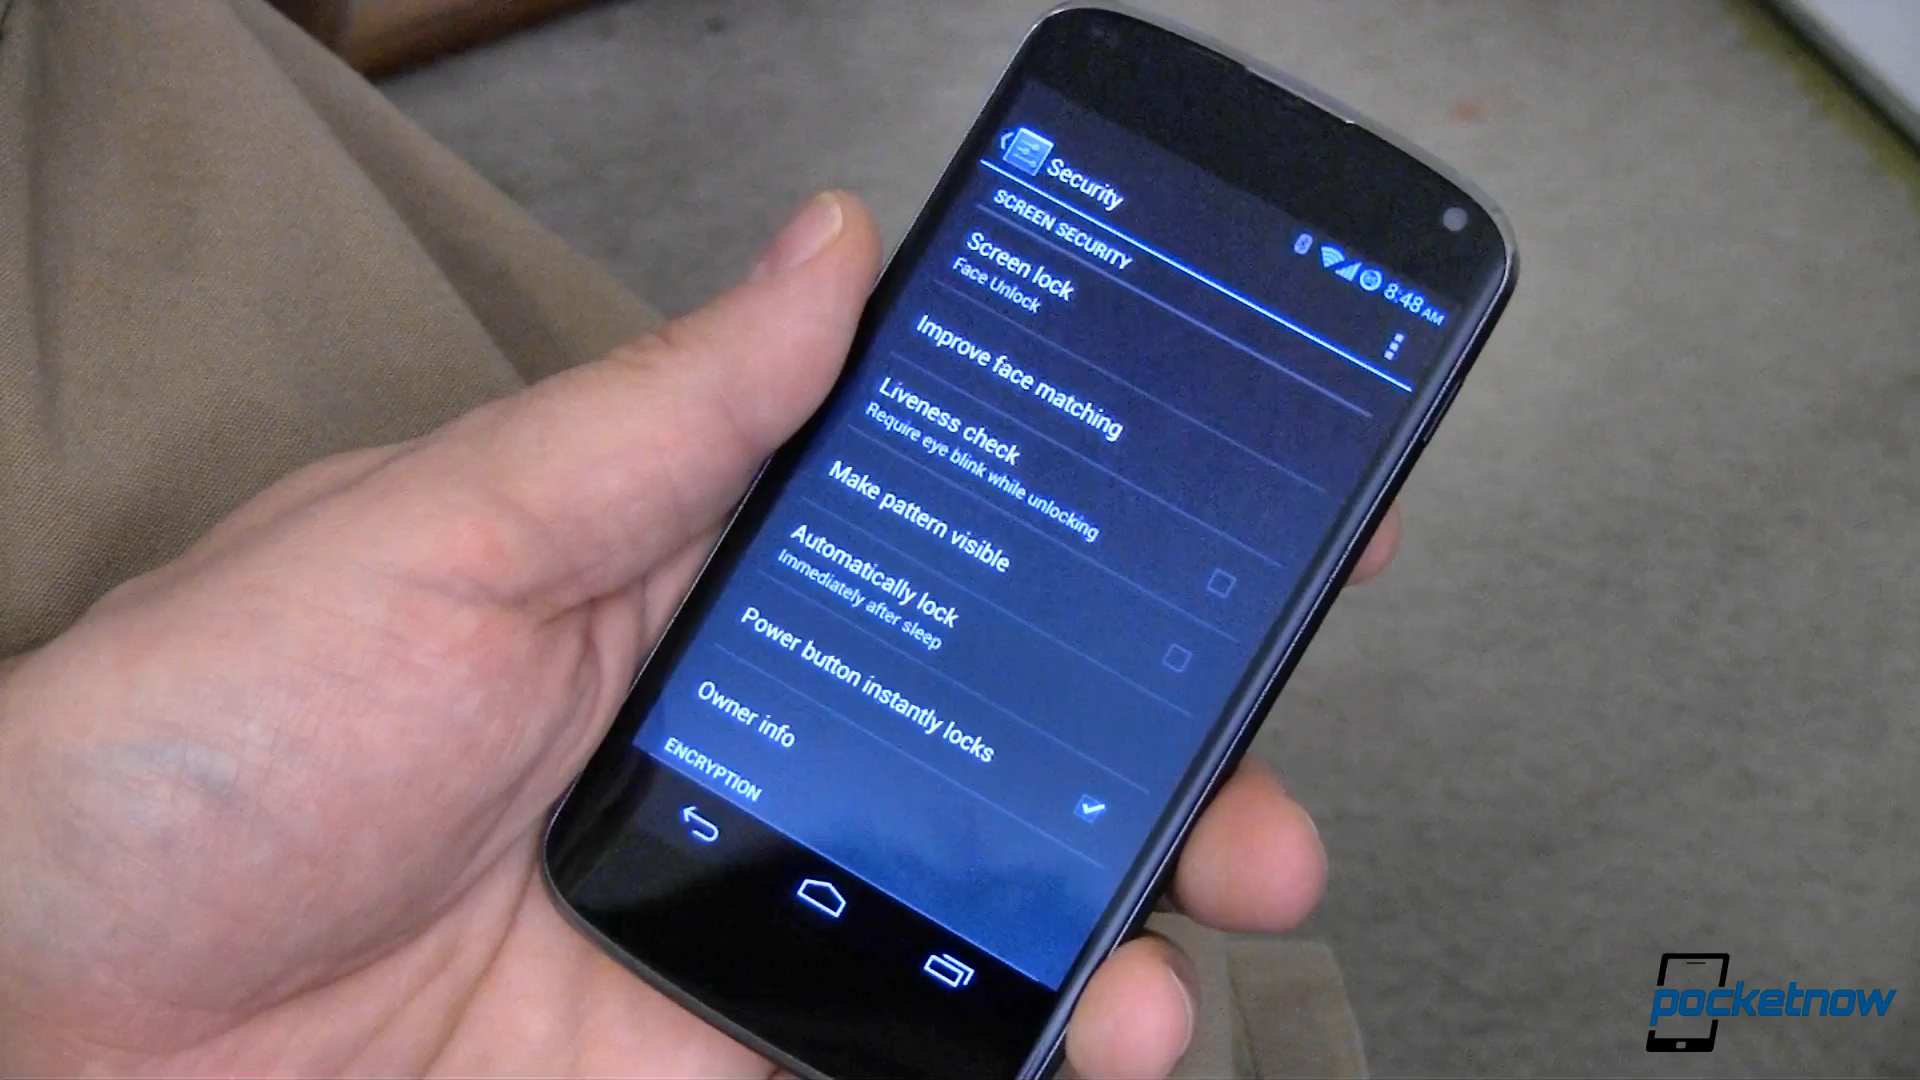 8:48 AM
Security
SCREEN SECURITY
Screen lock
Face Unlock
Improve face matching
Liveness check
Require eye blink while unlocking
Make pattern visible
Automatically lock
Immediately after sleep
Power button instantly locks
Owner info
ENCRYPTION
pocketnow